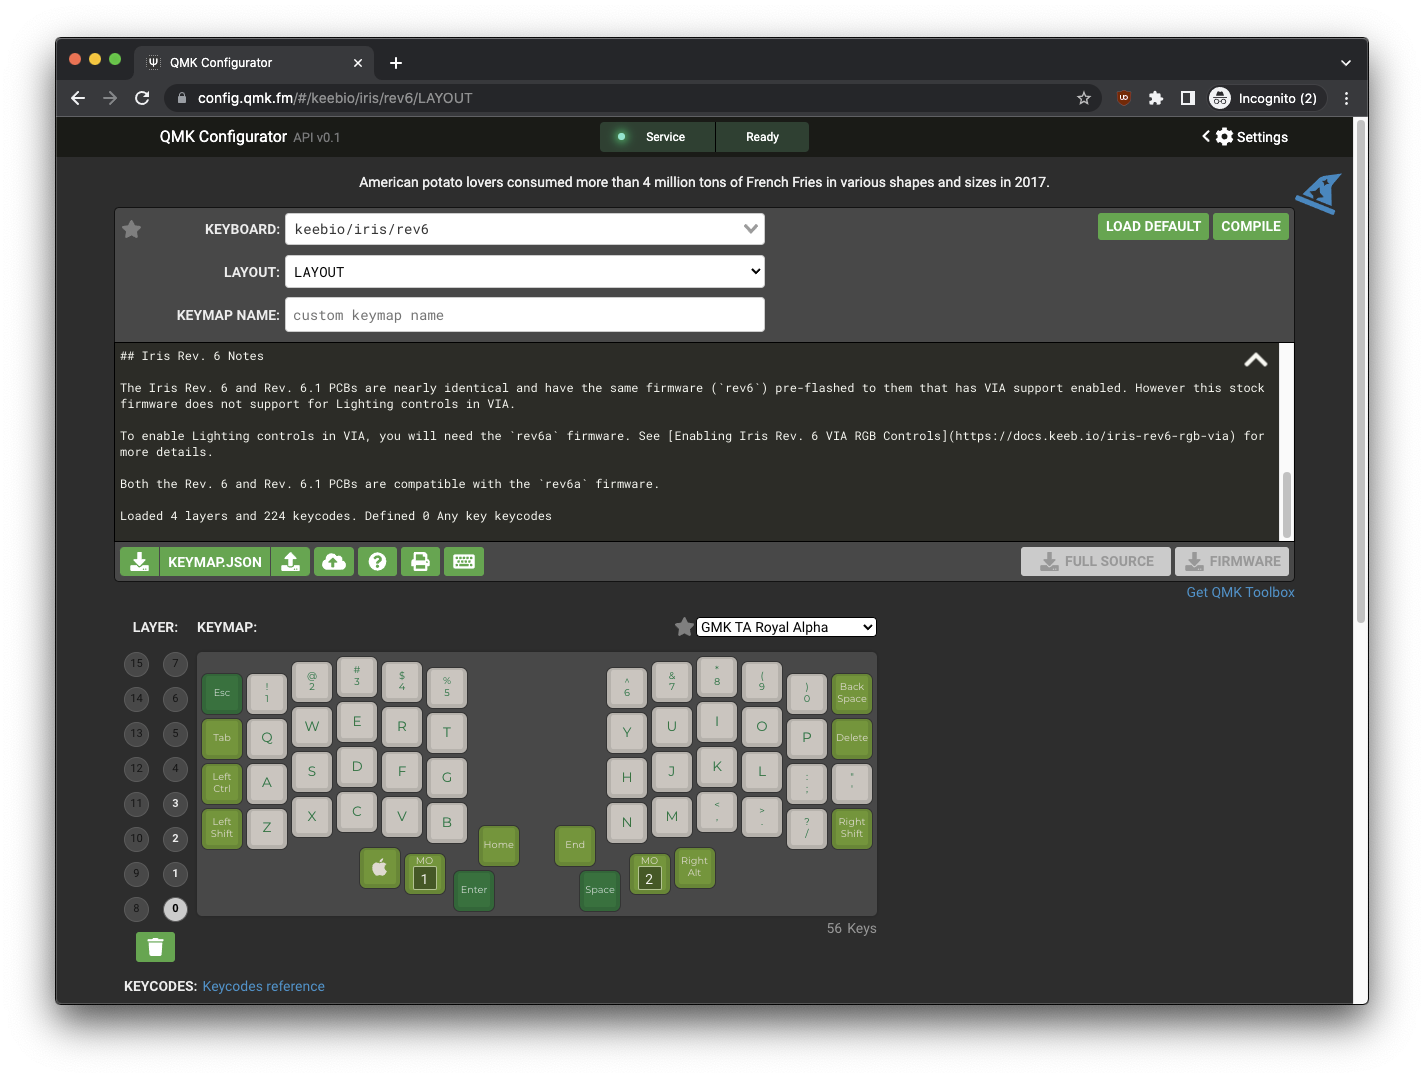 QMK Configurator
config.qmk.fm/#/keebio/iris/rev6/LAYOUT
Incognito (2)
QMK Configurator API v0.1
Service
Ready
Settings
American potato lovers consumed more than 4 million tons of French Fries in various shapes and sizes in 2017.
KEYBOARD: keebio/iris/rev6
LOAD DEFAULT
COMPILE
LAYOUT: LAYOUT
KEYMAP NAME: custom keymap name
## Iris Rev. 6 Notes
The Iris Rev. 6 and Rev. 6.1 PCBs are nearly identical and have the same firmware (`rev6`) pre-flashed to them that has VIA support enabled. However this stock
firmware does not support for Lighting controls in VIA.
To enable Lighting controls in VIA, you will need the `rev6a` firmware. See [Enabling Iris Rev. 6 VIA RGB Controls](https://docs.keeb.io/iris-rev6-rgb-via) for
more details.
Both the Rev. 6 and Rev. 6.1 PCBs are compatible with the `rev6a` firmware.
Loaded 4 layers and 224 keycodes. Defined 0 Any key keycodes
KEYMAP.JSON
FULL SOURCE
FIRMWARE
Get QMK Toolbox
LAYER: KEYMAP:
GMK TA Royal Alpha
15 7
14 6
13 5
12 4
11 3
10 2
9 1
8 0
Esc ! 1 @ 2 # 3 $ 4 % 5
^ 6 & 7 * 8 ( 9 ) 0 Back Space
Tab Q W E R T
Y U I O P Delete
Left Ctrl A S D F G
H J K L : ; " '
Left Shift Z X C V B
N M < , > . ? / Right Shift
Home
End
MO 1
Enter
Space
MO 2
Right Alt
56 Keys
KEYCODES: Keycodes reference